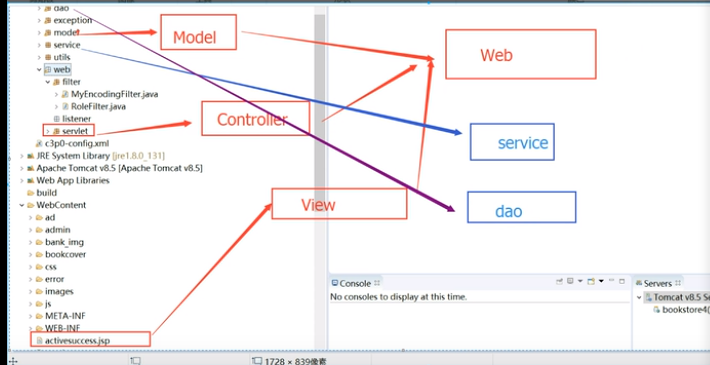 dao
exception
model
service
utils
web
filter
MyEncodingFilter.java
RoleFilter.java
listener
servlet
c3p0-config.xml
JRE System Library [jre1.8.0_131]
Apache Tomcat v8.5 [Apache Tomcat v8.5]
Web App Libraries
build
WebContent
ad
admin
bank_img
bookcover
css
error
images
js
META-INF
WEB-INF
activesuccess.jsp
Model
Controller
View
Web
service
dao
Console
No consoles to display at this time.
Servers
Tomcat v8.5 Se
bookstore4(
1728 × 839像素